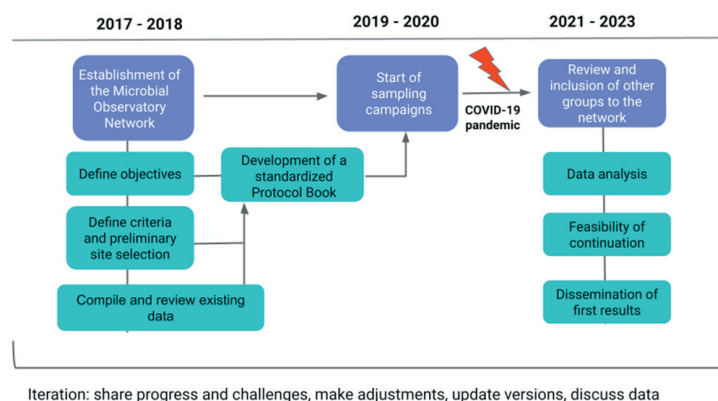 2017 - 2018
2019 - 2020
2021 - 2023
Establishment of
the Microbial
Observatory
Network
Start of
sampling
campaigns
COVID-19
pandemic
Review and
inclusion of other
groups to the
network
Define objectives
Development of a
standardized
Protocol Book
Data analysis
Define criteria
and preliminary
site selection
Feasibility of
continuation
Compile and review existing
data
Dissemination of
first results
Iteration: share progress and challenges, make adjustments, update versions, discuss data